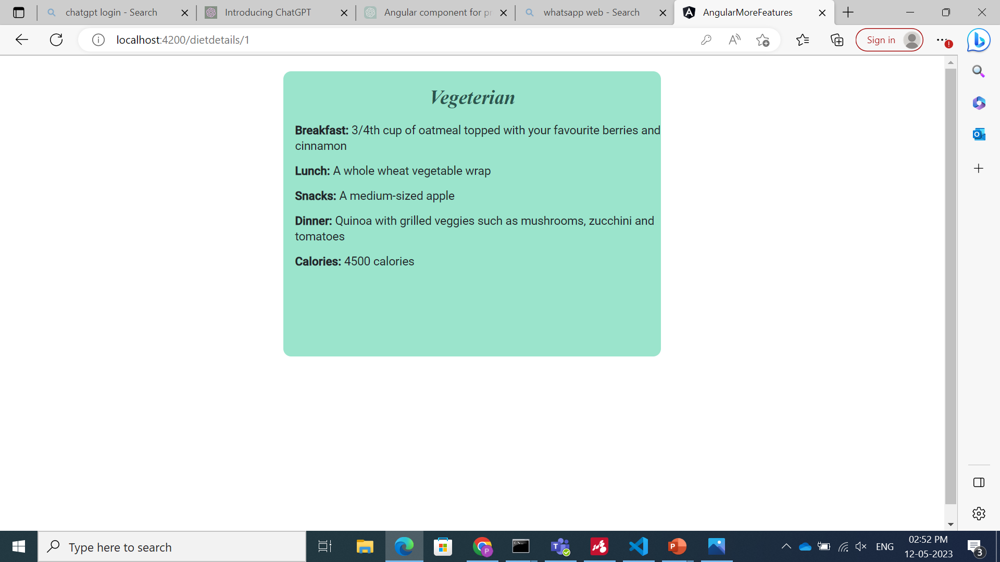 chatgpt login - Search
Introducing ChatGPT
Angular component for pr
whatsapp web - Search
AngularMoreFeatures
localhost:4200/dietdetails/1
Sign in
Vegeterian
Breakfast: 3/4th cup of oatmeal topped with your favourite berries and
cinnamon
Lunch: A whole wheat vegetable wrap
Snacks: A medium-sized apple
Dinner: Quinoa with grilled veggies such as mushrooms, zucchini and
tomatoes
Calories: 4500 calories
Type here to search
ENG
02:52 PM
12-05-2023
3